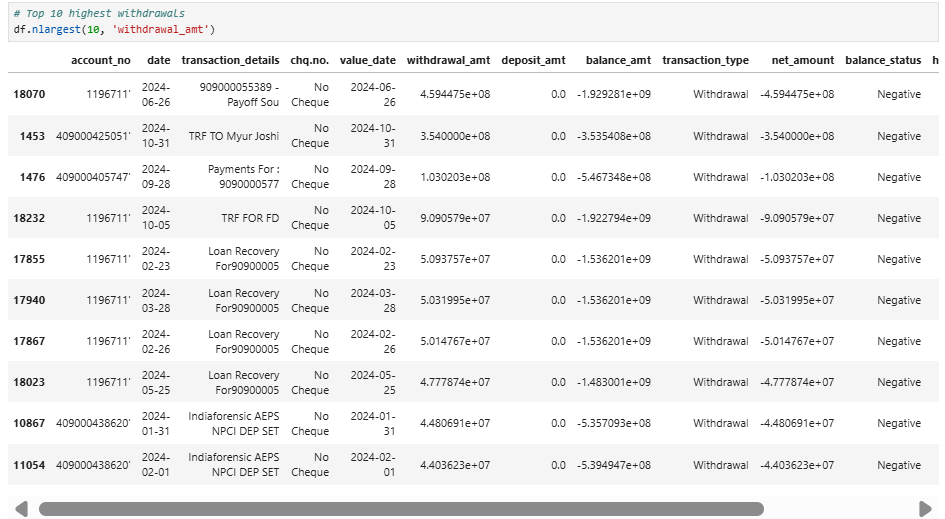 # Top 10 highest withdrawals
df.nlargest(10, 'withdrawal_amt')
account_no date transaction_details chq.no. value_date withdrawal_amt deposit_amt balance_amt transaction_type net_amount balance_status h
18070 1196711' 2024-06-26 909000055389 - Payoff Sou No Cheque 2024-06-26 4.594475e+08 0.0 -1.929281e+09 Withdrawal -4.594475e+08 Negative
1453 409000425051' 2024-10-31 TRF TO Myur Joshi No Cheque 2024-10-31 3.540000e+08 0.0 -3.535408e+08 Withdrawal -3.540000e+08 Negative
1476 409000405747' 2024-09-28 Payments For : 9090000577 No Cheque 2024-09-28 1.030203e+08 0.0 -5.467348e+08 Withdrawal -1.030203e+08 Negative
18232 1196711' 2024-10-05 TRF FOR FD No Cheque 2024-10-05 9.090579e+07 0.0 -1.922794e+09 Withdrawal -9.090579e+07 Negative
17855 1196711' 2024-02-23 Loan Recovery For90900005 No Cheque 2024-02-23 5.093757e+07 0.0 -1.536201e+09 Withdrawal -5.093757e+07 Negative
17940 1196711' 2024-03-28 Loan Recovery For90900005 No Cheque 2024-03-28 5.031995e+07 0.0 -1.536201e+09 Withdrawal -5.031995e+07 Negative
17867 1196711' 2024-02-26 Loan Recovery For90900005 No Cheque 2024-02-26 5.014767e+07 0.0 -1.536201e+09 Withdrawal -5.014767e+07 Negative
18023 1196711' 2024-05-25 Loan Recovery For90900005 No Cheque 2024-05-25 4.777874e+07 0.0 -1.483001e+09 Withdrawal -4.777874e+07 Negative
10867 409000438620' 2024-01-31 Indiaforensic AEPS NPCI DEP SET No Cheque 2024-01-31 4.480691e+07 0.0 -5.357093e+08 Withdrawal -4.480691e+07 Negative
11054 409000438620' 2024-02-01 Indiaforensic AEPS NPCI DEP SET No Cheque 2024-02-01 4.403623e+07 0.0 -5.394947e+08 Withdrawal -4.403623e+07 Negative